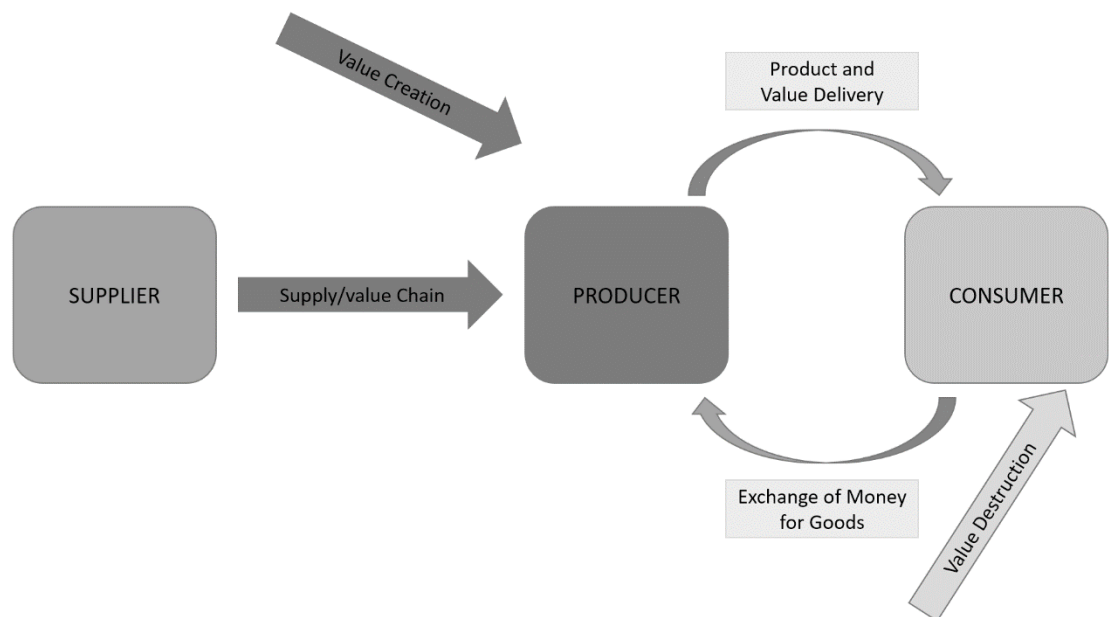 Value Creation
Product and
Value Delivery
SUPPLIER
Supply/value Chain
PRODUCER
CONSUMER
Exchange of Money
for Goods
Value Destruction